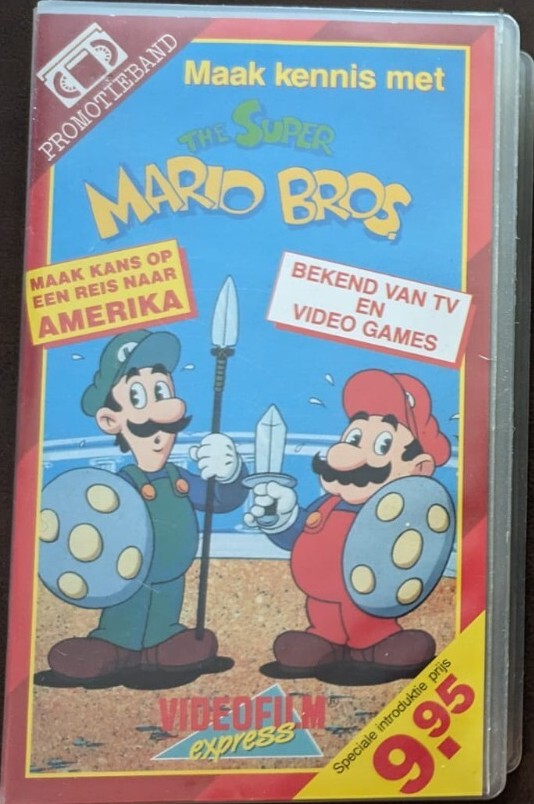 PROMOTIEBAND
Maak kennis met
THE SUPER
MARIO BROS.
MAAK KANS OP
EEN REIS NAAR
AMERIKA
BEKEND VAN TV
EN
VIDEO GAMES
L
VIDEOFILM
express
Speciale introduktie prijs
9.95